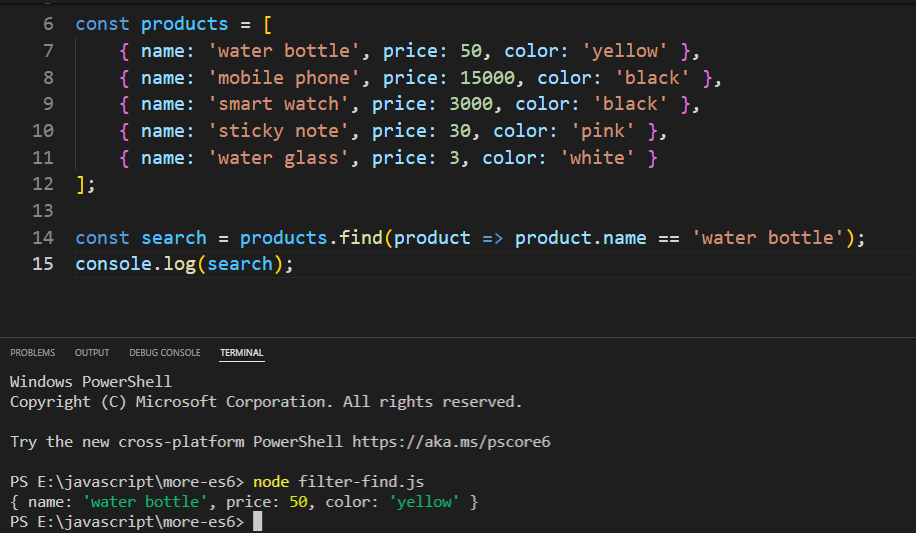 6 const products = [
7 { name: 'water bottle', price: 50, color: 'yellow' },
8 { name: 'mobile phone', price: 15000, color: 'black' },
9 { name: 'smart watch', price: 3000, color: 'black' },
10 { name: 'sticky note', price: 30, color: 'pink' },
11 { name: 'water glass', price: 3, color: 'white' }
12 ];
13
14 const search = products.find(product => product.name == 'water bottle');
15 console.log(search);
PROBLEMS OUTPUT DEBUG CONSOLE TERMINAL
Windows PowerShell
Copyright (C) Microsoft Corporation. All rights reserved.
Try the new cross-platform PowerShell https://aka.ms/pscore6
PS E:\javascript\more-es6> node filter-find.js
{ name: 'water bottle', price: 50, color: 'yellow' }
PS E:\javascript\more-es6>